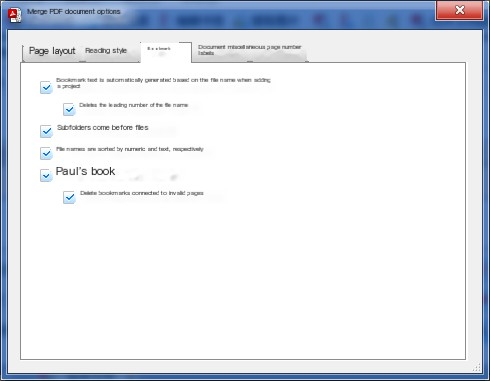 Merge PDF document options
Page layout
Reading style
Bookmark
Document miscellaneous page number
labels
Bookmark text is automatically generated based on the file name when adding
a project
Deletes the leading number of the file name
Subfolders come before files
File names are sorted by numeric and text, respectively
Paul's book
Delete bookmarks connected to invalid pages